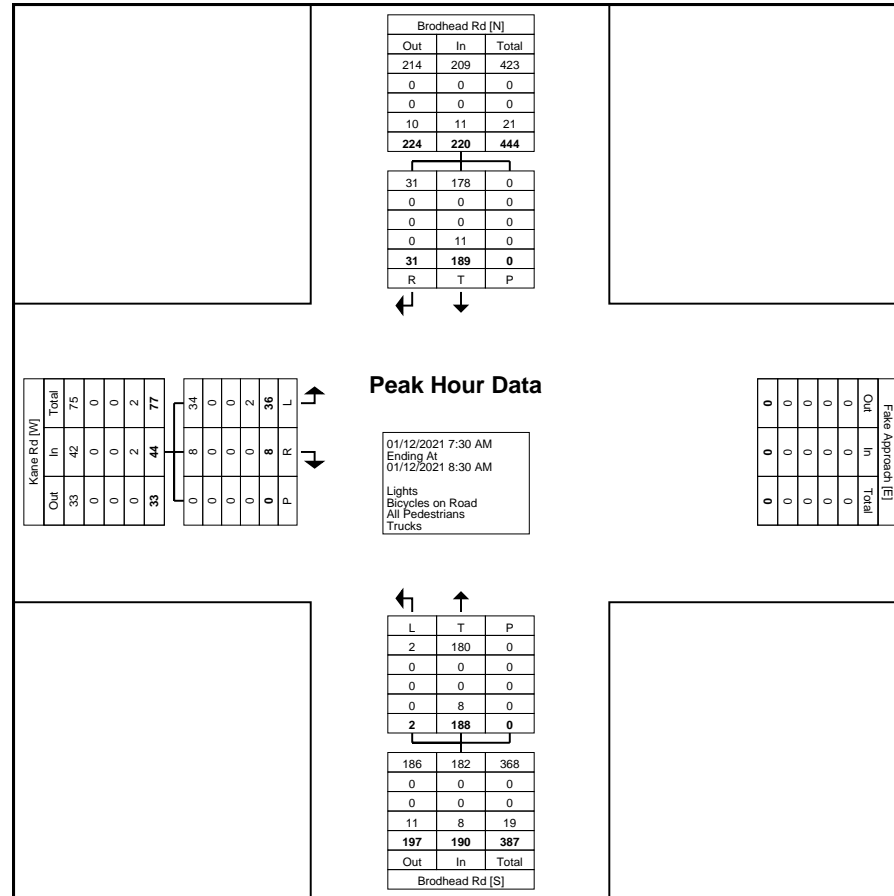 Brodhead Rd [N]
Out In Total
214 209 423
0 0 0
0 0 0
10 11 21
224 220 444
31 178 0
0 0 0
0 0 0
0 11 0
31 189 0
R T P
Kane Rd [W]
Total 75 0 0 2 77
In 42 0 0 2 44
Out 33 0 0 0 33
34 0 0 2 36 L
8 0 0 0 8 R
0 0 0 0 0 P
Peak Hour Data
01/12/2021 7:30 AM
Ending At
01/12/2021 8:30 AM
Lights
Bicycles on Road
All Pedestrians
Trucks
Fake Approach [E]
Out In Total
0 0 0
0 0 0
0 0 0
0 0 0
0 0 0
L T P
2 180 0
0 0 0
0 0 0
0 8 0
2 188 0
186 182 368
0 0 0
0 0 0
11 8 19
197 190 387
Out In Total
Brodhead Rd [S]